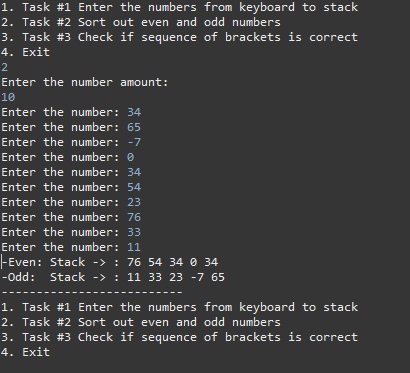 1. Task #1 Enter the numbers from keyboard to stack
2. Task #2 Sort out even and odd numbers
3. Task #3 Check if sequence of brackets is correct
4. Exit
2
Enter the number amount:
10
Enter the number: 34
Enter the number: 65
Enter the number: -7
Enter the number: 0
Enter the number: 34
Enter the number: 54
Enter the number: 23
Enter the number: 76
Enter the number: 33
Enter the number: 11
-Even: Stack -> : 76 54 34 0 34
-Odd:  Stack -> : 11 33 23 -7 65
--------------------------
1. Task #1 Enter the numbers from keyboard to stack
2. Task #2 Sort out even and odd numbers
3. Task #3 Check if sequence of brackets is correct
4. Exit